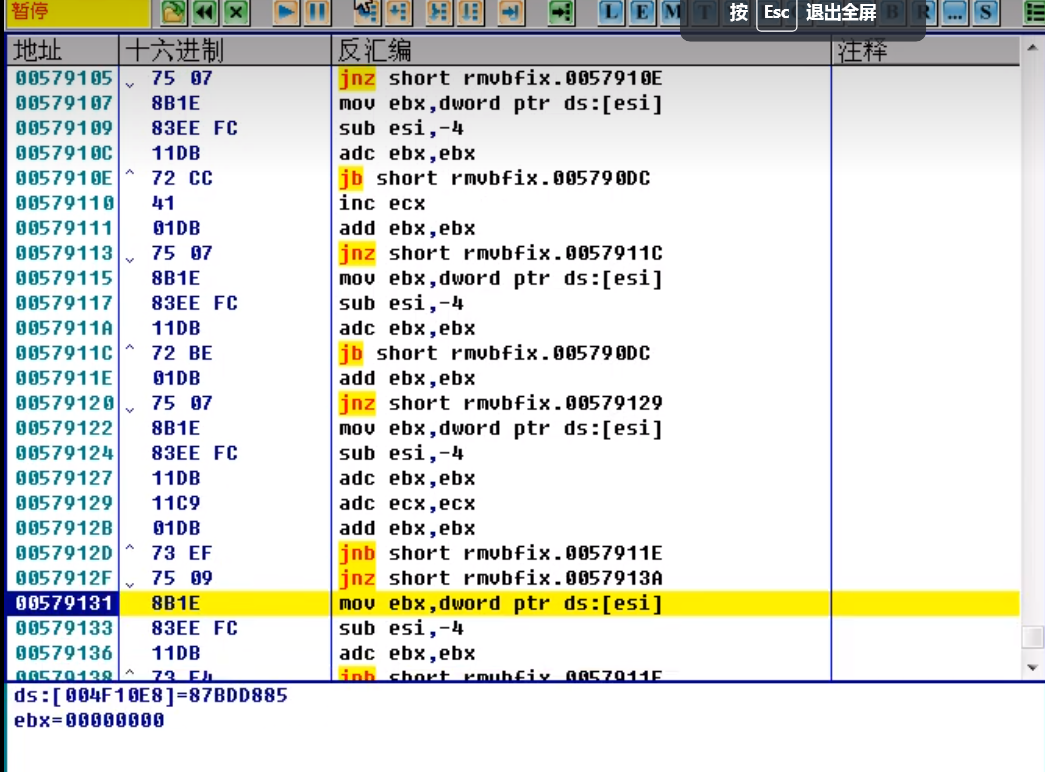 暂停 L E M T B R ... S
按 Esc 退出全屏
地址 十六进制 反汇编 注释
00579105 75 07 jnz short rmvbfix.0057910E
00579107 8B1E mov ebx,dword ptr ds:[esi]
00579109 83EE FC sub esi,-4
0057910C 11DB adc ebx,ebx
0057910E ^ 72 CC jb short rmvbfix.005790DC
00579110 41 inc ecx
00579111 01DB add ebx,ebx
00579113 75 07 jnz short rmvbfix.0057911C
00579115 8B1E mov ebx,dword ptr ds:[esi]
00579117 83EE FC sub esi,-4
0057911A 11DB adc ebx,ebx
0057911C ^ 72 BE jb short rmvbfix.005790DC
0057911E 01DB add ebx,ebx
00579120 75 07 jnz short rmvbfix.00579129
00579122 8B1E mov ebx,dword ptr ds:[esi]
00579124 83EE FC sub esi,-4
00579127 11DB adc ebx,ebx
00579129 11C9 adc ecx,ecx
0057912B 01DB add ebx,ebx
0057912D ^ 73 EF jnb short rmvbfix.0057911E
0057912F 75 09 jnz short rmvbfix.0057913A
00579131 8B1E mov ebx,dword ptr ds:[esi]
00579133 83EE FC sub esi,-4
00579136 11DB adc ebx,ebx
00579138 ^ 73 E4 jnb short rmvbfix.0057911E
ds:[004F10E8]=87BDD885
ebx=00000000